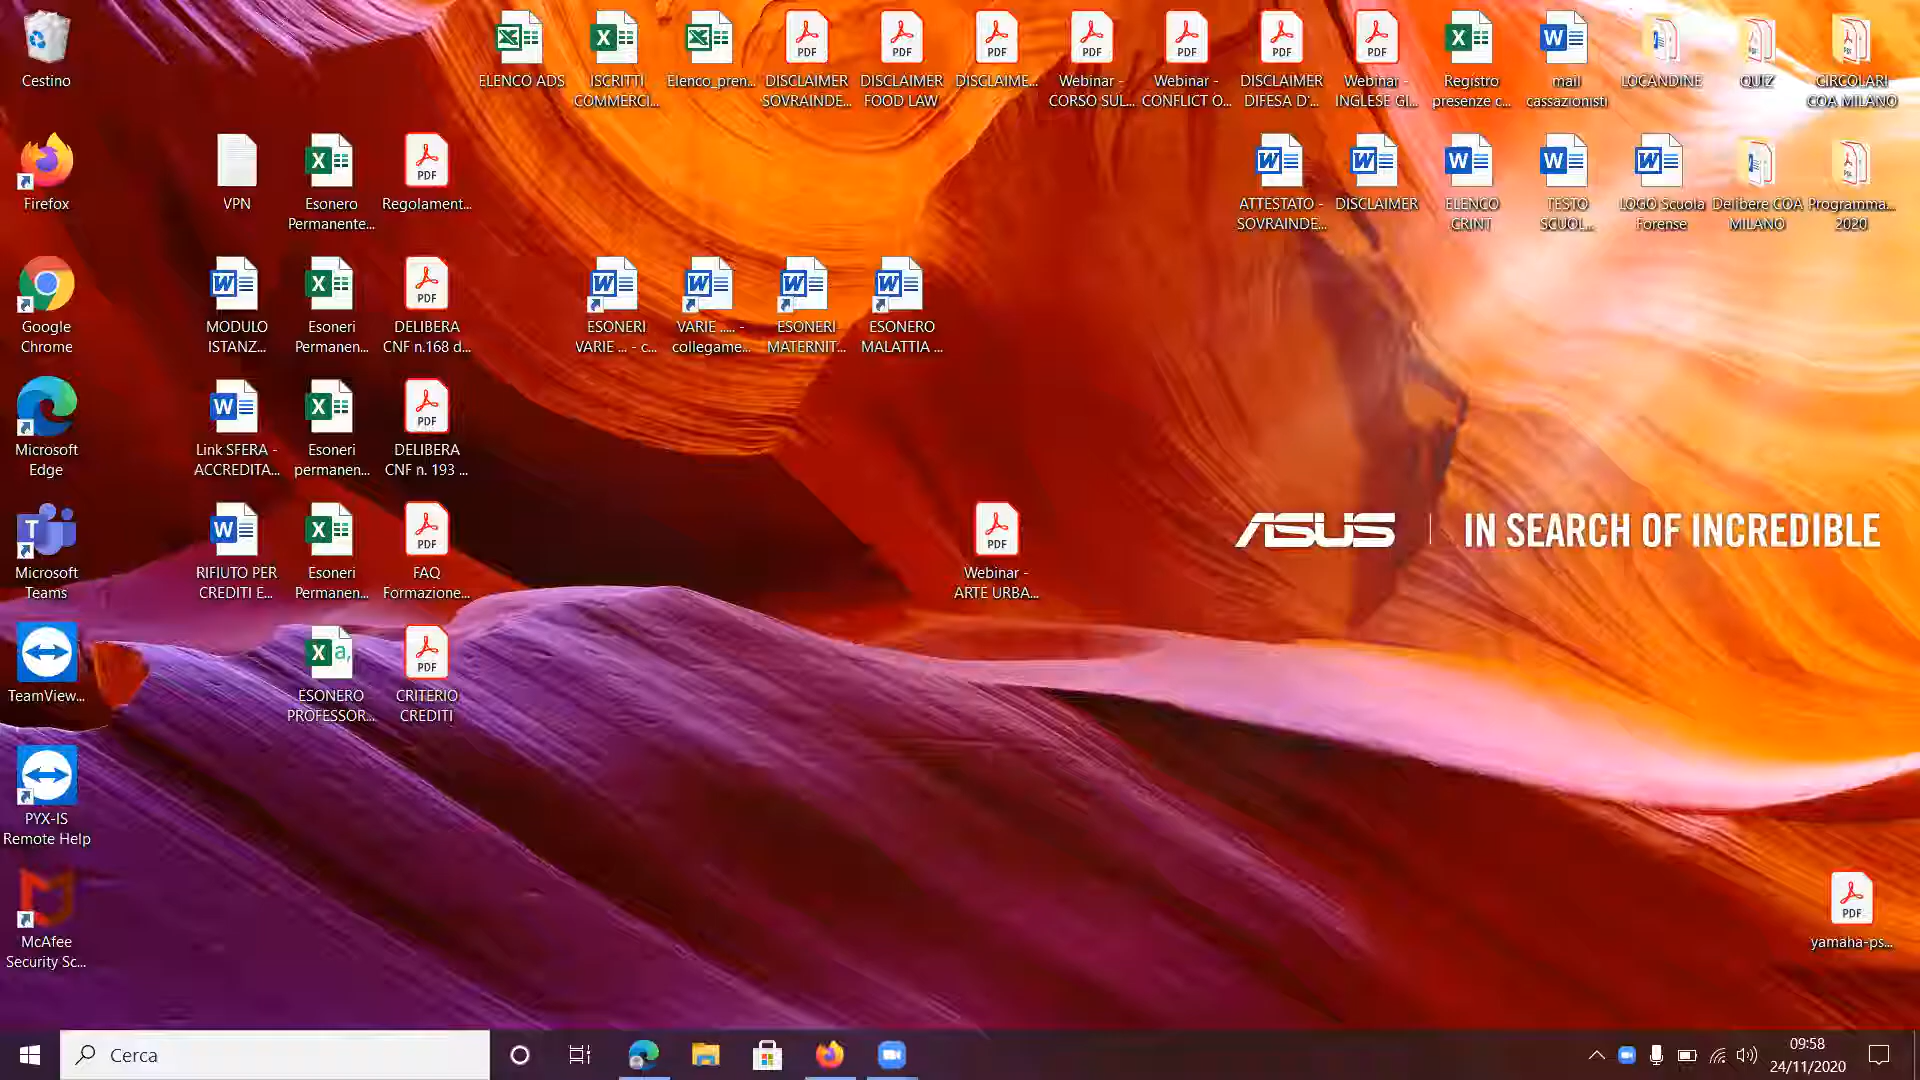 Cestino
ELENCO ADS
ISCRITTI
COMMERCI...
Elenco_pren...
DISCLAIMER
SOVRAINDE...
DISCLAIMER
FOOD LAW
DISCLAIME...
Webinar -
CORSO SUL...
Webinar -
CONFLICT O...
DISCLAIMER
DIFESA D'...
Webinar -
INGLESE GI...
Registro
presenze c...
mail
cassazionisti
LOCANDINE
QUIZ
CIRCOLARI
COA MILANO
Firefox
VPN
Esonero
Permanente...
Regolament...
ATTESTATO -
SOVRAINDE...
DISCLAIMER
ELENCO
GRINT
TESTO
SCUOL...
LOGO Scuola
Forense
Delibere COA
MILANO
Programma...
2020
Google
Chrome
MODULO
ISTANZ...
Esoneri
Permanen...
DELIBERA
CNF n.168 d...
ESONERI
VARIE ... - c...
VARIE ..... -
collegame...
ESONERI
MATERNIT...
ESONERO
MALATTIA ...
Microsoft
Edge
Link SFERA -
ACCREDITA...
Esoneri
permanen...
DELIBERA
CNF n. 193 ...
Microsoft
Teams
RIFIUTO PER
CREDITI E...
Esoneri
Permanen...
FAQ
Formazione...
Webinar -
ARTE URBA...
ASUS | IN SEARCH OF INCREDIBLE
TeamView...
ESONERO
PROFESSOR...
CRITERIO
CREDITI
PYX-IS
Remote Help
McAfee
Security Sc...
yamaha-ps...
Cerca
09:58
24/11/2020